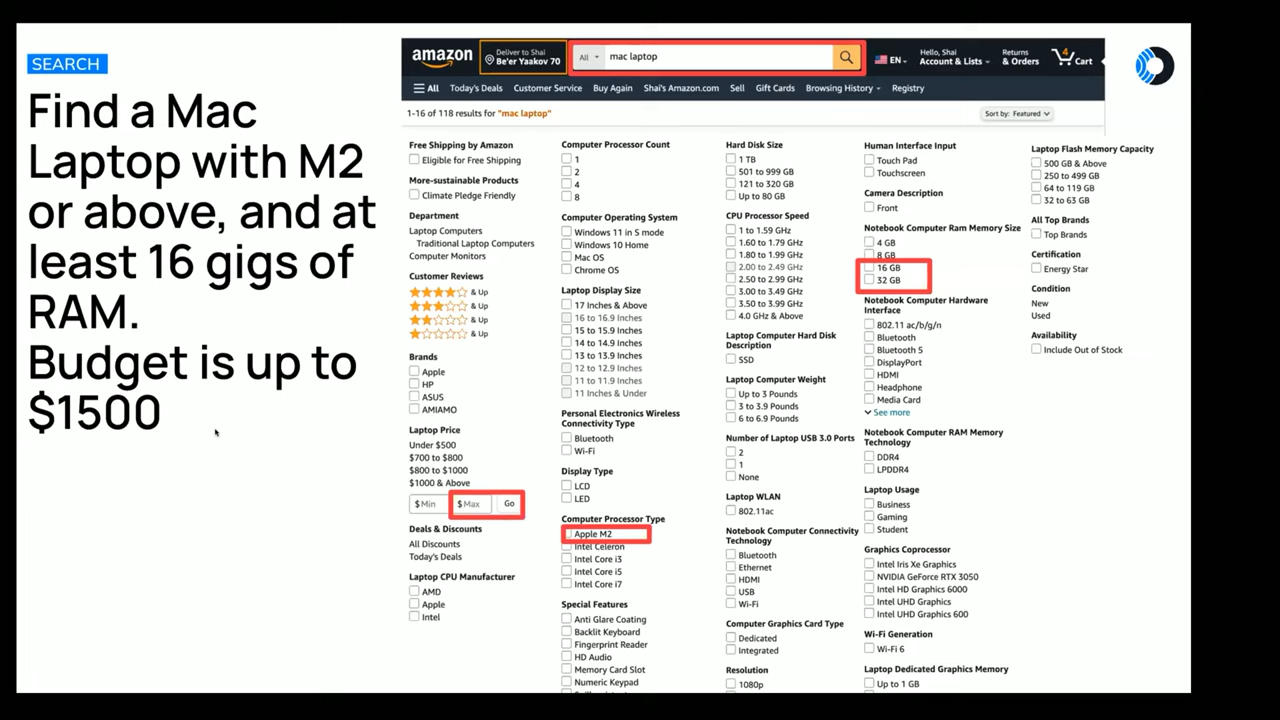 SEARCH
Find a Mac
Laptop with M2
or above, and at
least 16 gigs of
RAM.
Budget is up to
$1500
amazon
Deliver to Shai
Be'er Yaakov 70
All
mac laptop
EN
Hello, Shai
Account & Lists
Returns
& Orders
4
Cart
All
Today's Deals
Customer Service
Buy Again
Shai's Amazon.com
Sell
Gift Cards
Browsing History
Registry
1-16 of 118 results for "mac laptop"
Sort by: Featured
Free Shipping by Amazon
Eligible for Free Shipping
More-sustainable Products
Climate Pledge Friendly
Department
Laptop Computers
Traditional Laptop Computers
Computer Monitors
Customer Reviews
& Up
& Up
& Up
& Up
Brands
Apple
HP
ASUS
AMIAMO
Laptop Price
Under $500
$700 to $800
$800 to $1000
$1000 & Above
$ Min
$ Max
Go
Deals & Discounts
All Discounts
Today's Deals
Laptop CPU Manufacturer
AMD
Apple
Intel
Computer Processor Count
1
2
4
8
Computer Operating System
Windows 11 in S mode
Windows 10 Home
Mac OS
Chrome OS
Laptop Display Size
17 Inches & Above
16 to 16.9 Inches
15 to 15.9 Inches
14 to 14.9 Inches
13 to 13.9 Inches
12 to 12.9 Inches
11 to 11.9 Inches
11 Inches & Under
Personal Electronics Wireless
Connectivity Type
Bluetooth
Wi-Fi
Display Type
LCD
LED
Computer Processor Type
Apple M2
Intel Celeron
Intel Core i3
Intel Core i5
Intel Core i7
Special Features
Anti Glare Coating
Backlit Keyboard
Fingerprint Reader
HD Audio
Memory Card Slot
Numeric Keypad
Hard Disk Size
1 TB
501 to 999 GB
121 to 320 GB
Up to 80 GB
CPU Processor Speed
1 to 1.59 GHz
1.60 to 1.79 GHz
1.80 to 1.99 GHz
2.00 to 2.49 GHz
2.50 to 2.99 GHz
3.00 to 3.49 GHz
3.50 to 3.99 GHz
4.0 GHz & Above
Laptop Computer Hard Disk
Description
SSD
Laptop Computer Weight
Up to 3 Pounds
3 to 3.9 Pounds
6 to 6.9 Pounds
Number of Laptop USB 3.0 Ports
2
1
None
Laptop WLAN
802.11ac
Notebook Computer Connectivity
Technology
Bluetooth
Ethernet
HDMI
USB
Wi-Fi
Computer Graphics Card Type
Dedicated
Integrated
Resolution
1080p
Human Interface Input
Touch Pad
Touchscreen
Camera Description
Front
Notebook Computer Ram Memory Size
4 GB
8 GB
16 GB
32 GB
Notebook Computer Hardware
Interface
802.11 ac/b/g/n
Bluetooth
Bluetooth 5
DisplayPort
HDMI
Headphone
Media Card
See more
Notebook Computer RAM Memory
Technology
DDR4
LPDDR4
Laptop Usage
Business
Gaming
Student
Graphics Coprocessor
Intel Iris Xe Graphics
NVIDIA GeForce RTX 3050
Intel HD Graphics 6000
Intel UHD Graphics
Intel UHD Graphics 600
Wi-Fi Generation
Wi-Fi 6
Laptop Dedicated Graphics Memory
Up to 1 GB
Laptop Flash Memory Capacity
500 GB & Above
250 to 499 GB
64 to 119 GB
32 to 63 GB
All Top Brands
Top Brands
Certification
Energy Star
Condition
New
Used
Availability
Include Out of Stock